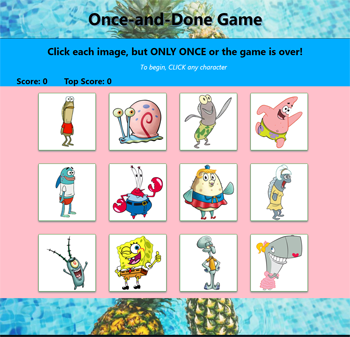 Once-and-Done Game
Click each image, but ONLY ONCE or the game is over!
To begin, CLICK any character
Score: 0 Top Score: 0